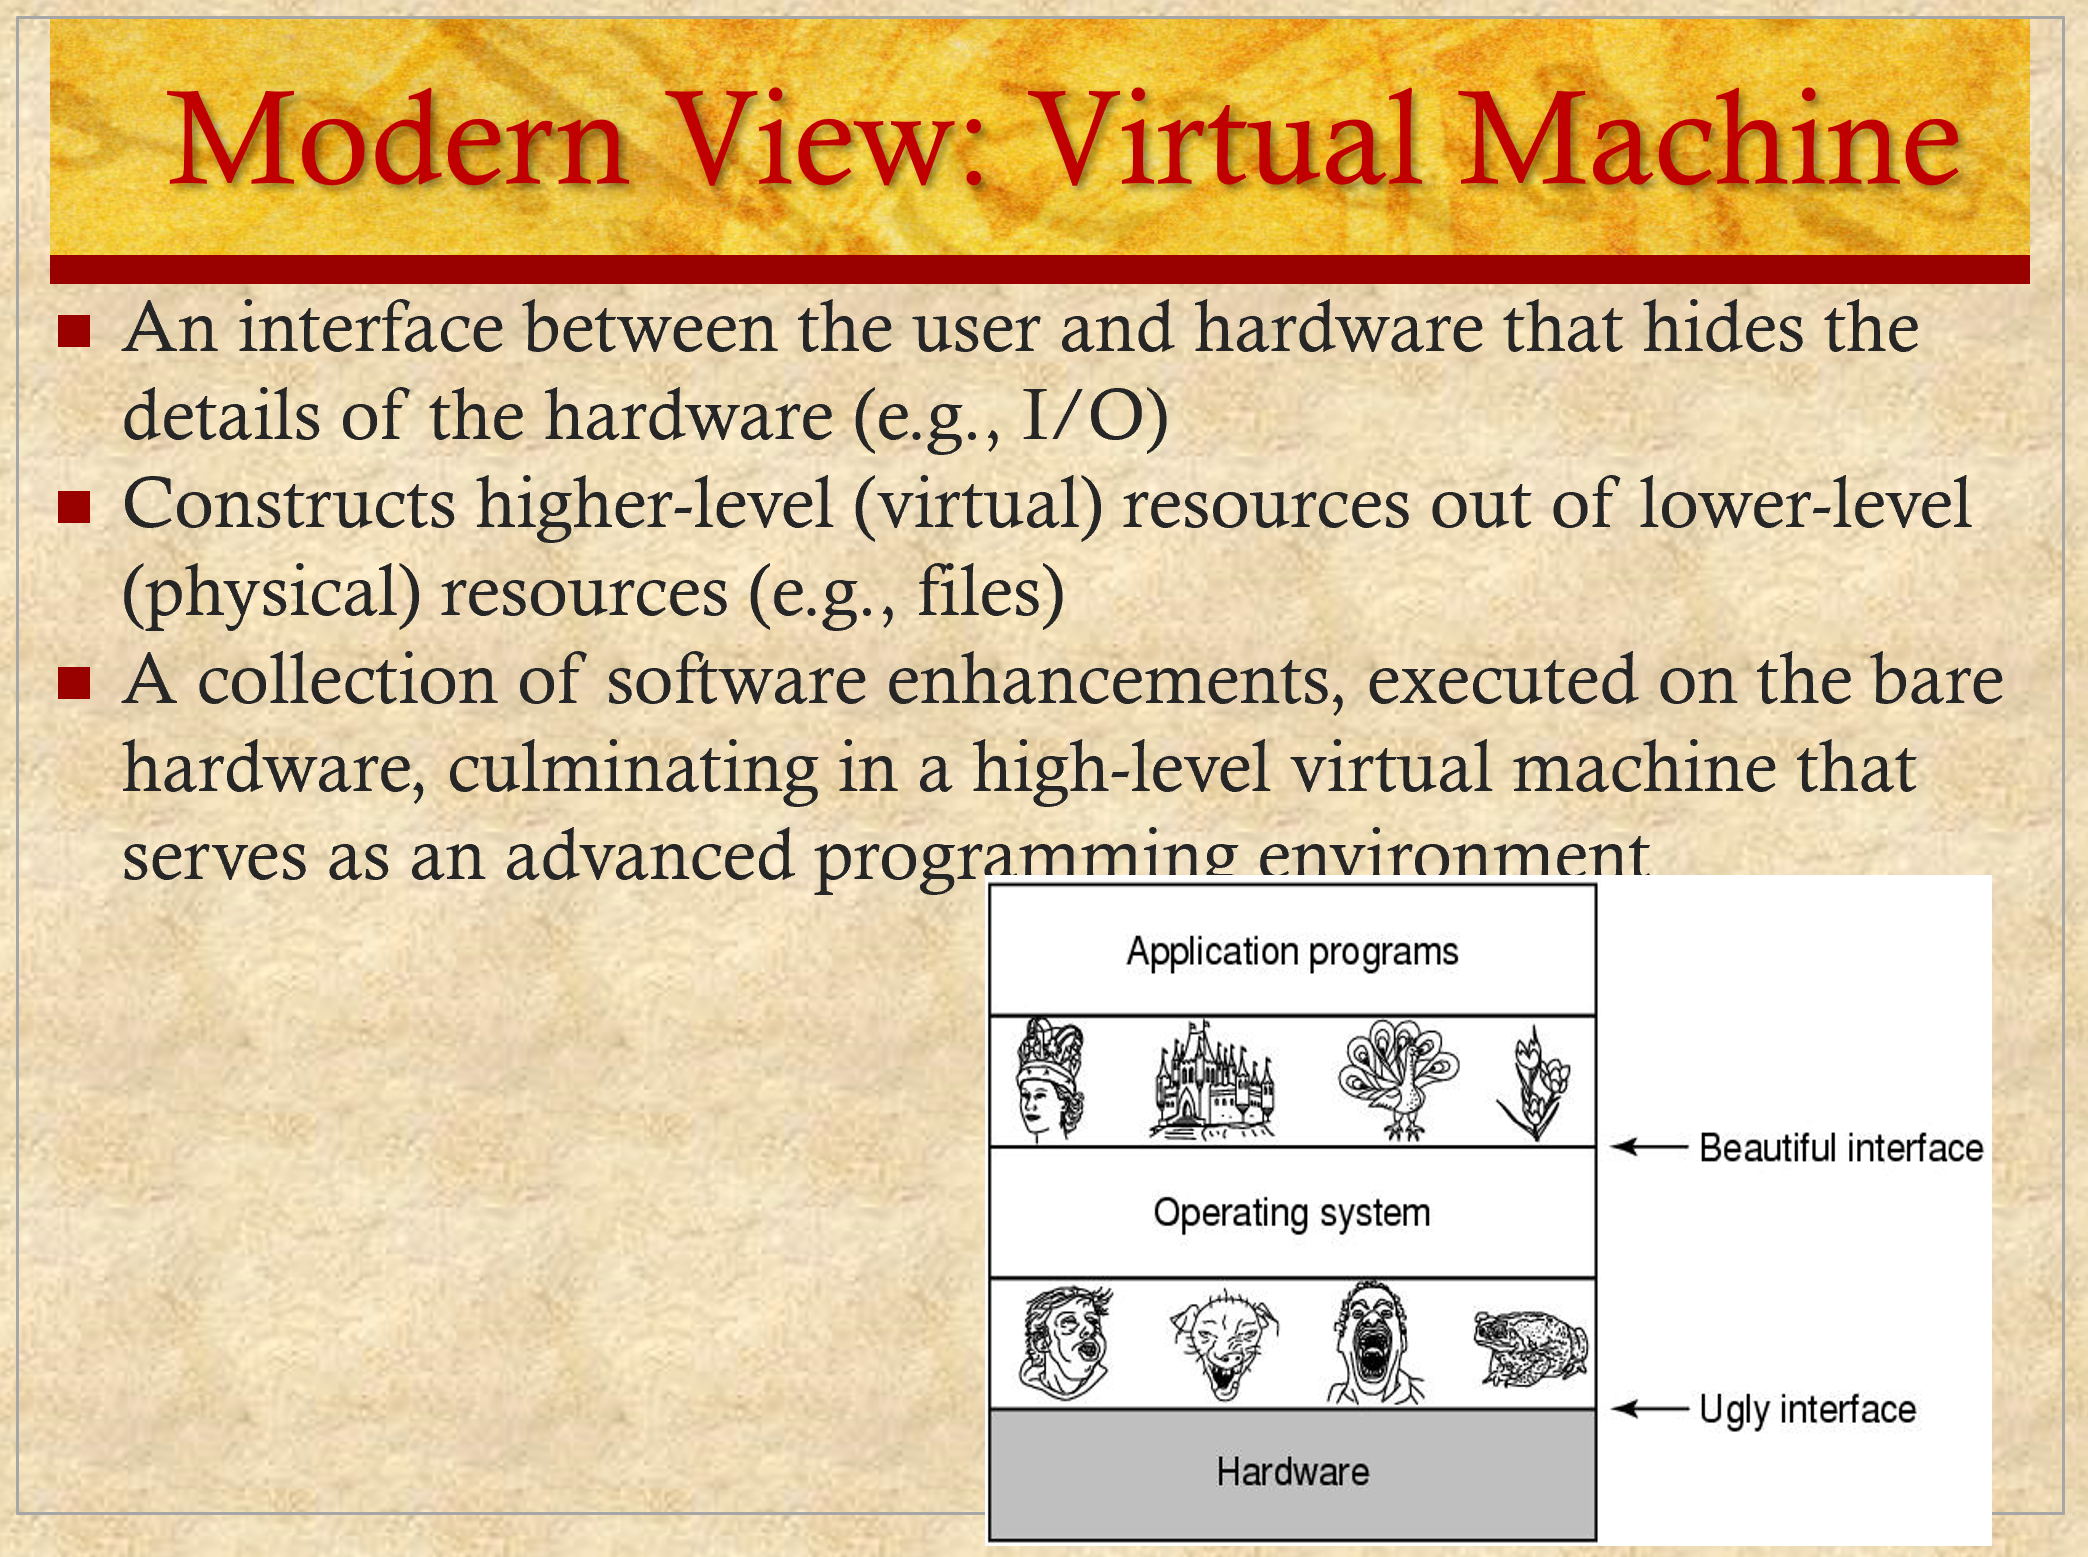 Modern View: Virtual Machine
An interface between the user and hardware that hides the
details of the hardware (e.g., I/O)
Constructs higher-level (virtual) resources out of lower-level
(physical) resources (e.g., files)
A collection of software enhancements, executed on the bare
hardware, culminating in a high-level virtual machine that
serves as an advanced programming environment
Application programs
Beautiful interface
Operating system
Ugly interface
Hardware